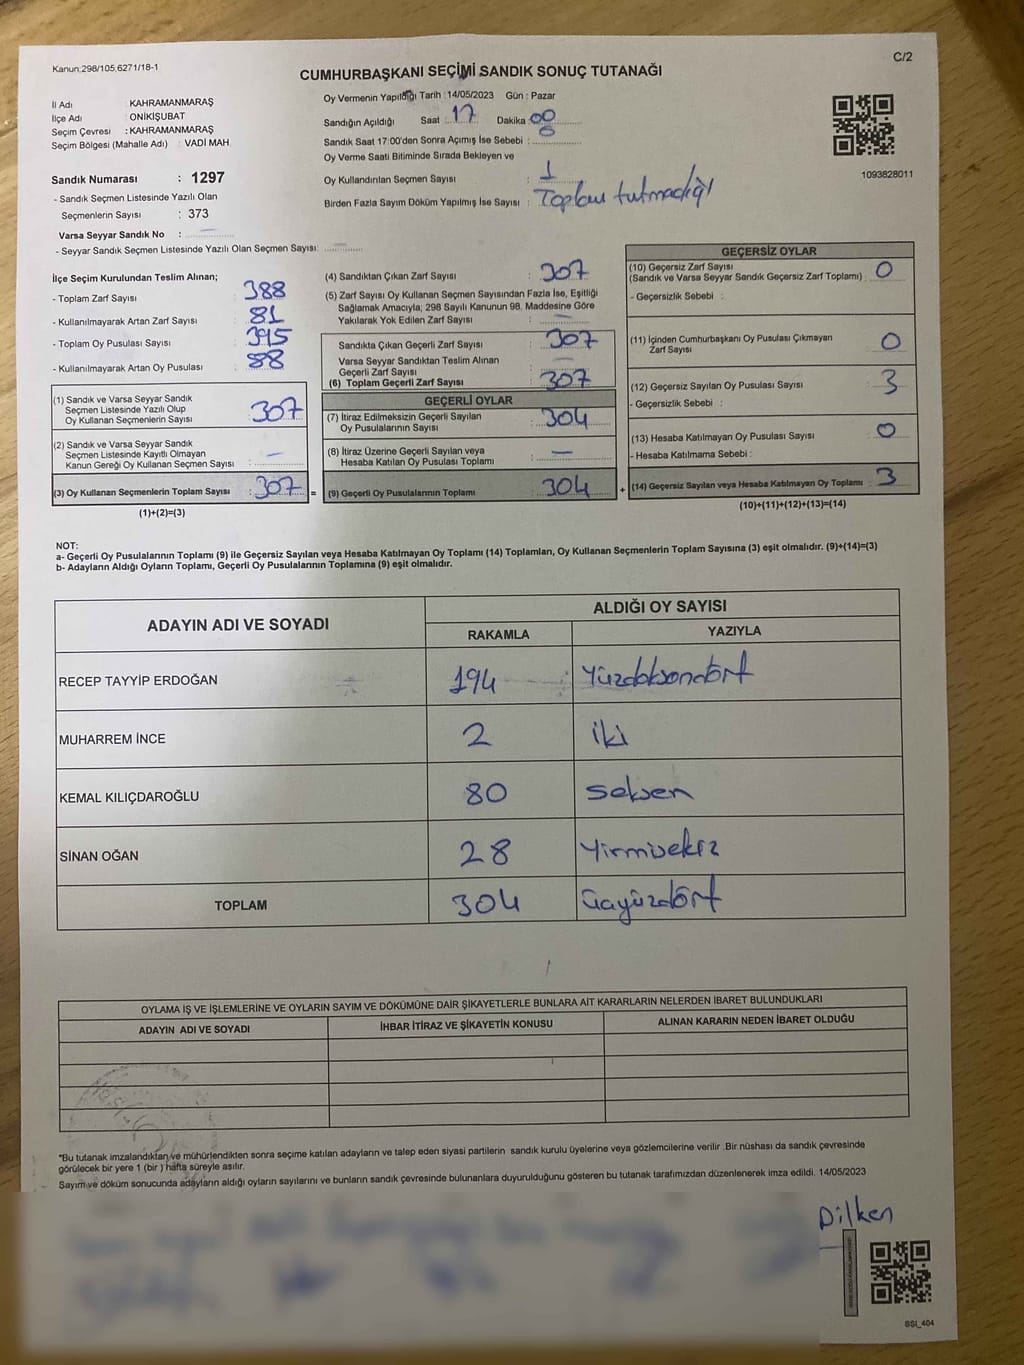 Kanun:298/105,6271/18-1
C/2
CUMHURBAŞKANI SEÇİMİ SANDIK SONUÇ TUTANAĞI
İl Adı : KAHRAMANMARAŞ
İlçe Adı : ONİKİŞUBAT
Seçim Çevresi : KAHRAMANMARAŞ
Seçim Bölgesi (Mahalle Adı) : VADİ MAH.
Sandık Numarası : 1297
- Sandık Seçmen Listesinde Yazılı Olan
Seçmenlerin Sayısı : 373
Varsa Seyyar Sandık No : —
- Seyyar Sandık Seçmen Listesinde Yazılı Olan Seçmen Sayısı: —
Oy Vermenin Yapıldığı Tarih : 14/05/2023 Gün : Pazar
Sandığın Açıldığı Saat 17 Dakika 00
Sandık Saat 17:00'den Sonra Açımış İse Sebebi :
Oy Verme Saati Bitiminde Sırada Bekleyen ve
Oy Kullandırılan Seçmen Sayısı : 1
Birden Fazla Sayım Döküm Yapılmış İse Sayısı : Toplam tutmadığı
1093828011
İlçe Seçim Kurulundan Teslim Alınan;
- Toplam Zarf Sayısı : 388
- Kullanılmayarak Artan Zarf Sayısı : 81
- Toplam Oy Pusulası Sayısı : 395
- Kullanılmayarak Artan Oy Pusulası : 88
(1) Sandık ve Varsa Seyyar Sandık
Seçmen Listesinde Yazılı Olup
Oy Kullanan Seçmenlerin Sayısı : 307
(2) Sandık ve Varsa Seyyar Sandık
Seçmen Listesinde Kayıtlı Olmayan
Kanun Gereği Oy Kullanan Seçmen Sayısı : —
(3) Oy Kullanan Seçmenlerin Toplam Sayısı : 307 =
(1)+(2)=(3)
(4) Sandıktan Çıkan Zarf Sayısı : 307
(5) Zarf Sayısı Oy Kullanan Seçmen Sayısından Fazla İse, Eşitliği
Sağlamak Amacıyla; 298 Sayılı Kanunun 98. Maddesine Göre
Yakılarak Yok Edilen Zarf Sayısı : —
Sandıkta Çıkan Geçerli Zarf Sayısı : 307
Varsa Seyyar Sandıktan Teslim Alınan
Geçerli Zarf Sayısı : —
(6) Toplam Geçerli Zarf Sayısı : 307
GEÇERLİ OYLAR
(7) İtiraz Edilmeksizin Geçerli Sayılan
Oy Pusulalarının Sayısı : 304
(8) İtiraz Üzerine Geçerli Sayılan veya
Hesaba Katılan Oy Pusulası Toplamı : —
(9) Geçerli Oy Pusulalarının Toplamı : 304 +
GEÇERSİZ OYLAR
(10) Geçersiz Zarf Sayısı
(Sandık ve Varsa Seyyar Sandık Geçersiz Zarf Toplamı) : 0
- Geçersizlik Sebebi :
(11) İçinden Cumhurbaşkanı Oy Pusulası Çıkmayan
Zarf Sayısı : 0
(12) Geçersiz Sayılan Oy Pusulası Sayısı : 3
- Geçersizlik Sebebi :
(13) Hesaba Katılmayan Oy Pusulası Sayısı : 0
- Hesaba Katılmama Sebebi :
(14) Geçersiz Sayılan veya Hesaba Katılmayan Oy Toplamı : 3
(10)+(11)+(12)+(13)=(14)
NOT:
a- Geçerli Oy Pusulalarının Toplamı (9) ile Geçersiz Sayılan veya Hesaba Katılmayan Oy Toplamı (14) Toplamları, Oy Kullanan Seçmenlerin Toplam Sayısına (3) eşit olmalıdır. (9)+(14)=(3)
b- Adayların Aldığı Oyların Toplamı, Geçerli Oy Pusulalarının Toplamına (9) eşit olmalıdır.
ADAYIN ADI VE SOYADI ALDIĞI OY SAYISI
RAKAMLA YAZIYLA
RECEP TAYYİP ERDOĞAN 194 Yüzdoksandört
MUHARREM İNCE 2 iki
KEMAL KILIÇDAROĞLU 80 Seksen
SİNAN OĞAN 28 Yirmisekiz
TOPLAM 304 Üçyüzdört
OYLAMA İŞ VE İŞLEMLERİNE VE OYLARIN SAYIM VE DÖKÜMÜNE DAİR ŞİKAYETLERLE BUNLARA AİT KARARLARIN NELERDEN İBARET BULUNDUKLARI
ADAYIN ADI VE SOYADI İHBAR İTİRAZ VE ŞİKAYETİN KONUSU ALINAN KARARIN NEDEN İBARET OLDUĞU
*Bu tutanak imzalandıktan ve mühürlendikten sonra seçime katılan adayların ve talep eden siyasi partilerin sandık kurulu üyelerine veya gözlemcilerine verilir .Bir nüshası da sandık çevresinde
görülecek bir yere 1 (bir ) hafta süreyle asılır.
Sayım ve döküm sonucunda adayların aldığı oyların sayılarını ve bunların sandık çevresinde bulunanlara duyurulduğunu gösteren bu tutanak tarafımızdan düzenlenerek imza edildi. 14/05/2023
Dilken
SSİ_404